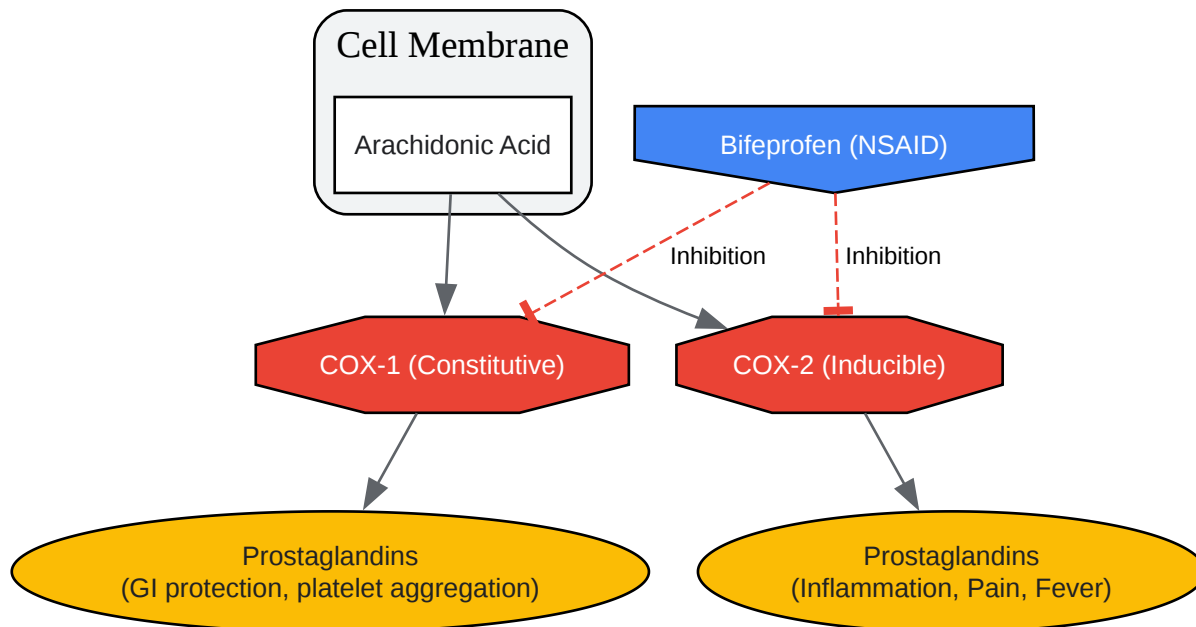 Cell Membrane
Arachidonic Acid
Bifeprofen (NSAID)
Inhibition
Inhibition
COX-1 (Constitutive)
COX-2 (Inducible)
Prostaglandins
(GI protection, platelet aggregation)
Prostaglandins
(Inflammation, Pain, Fever)